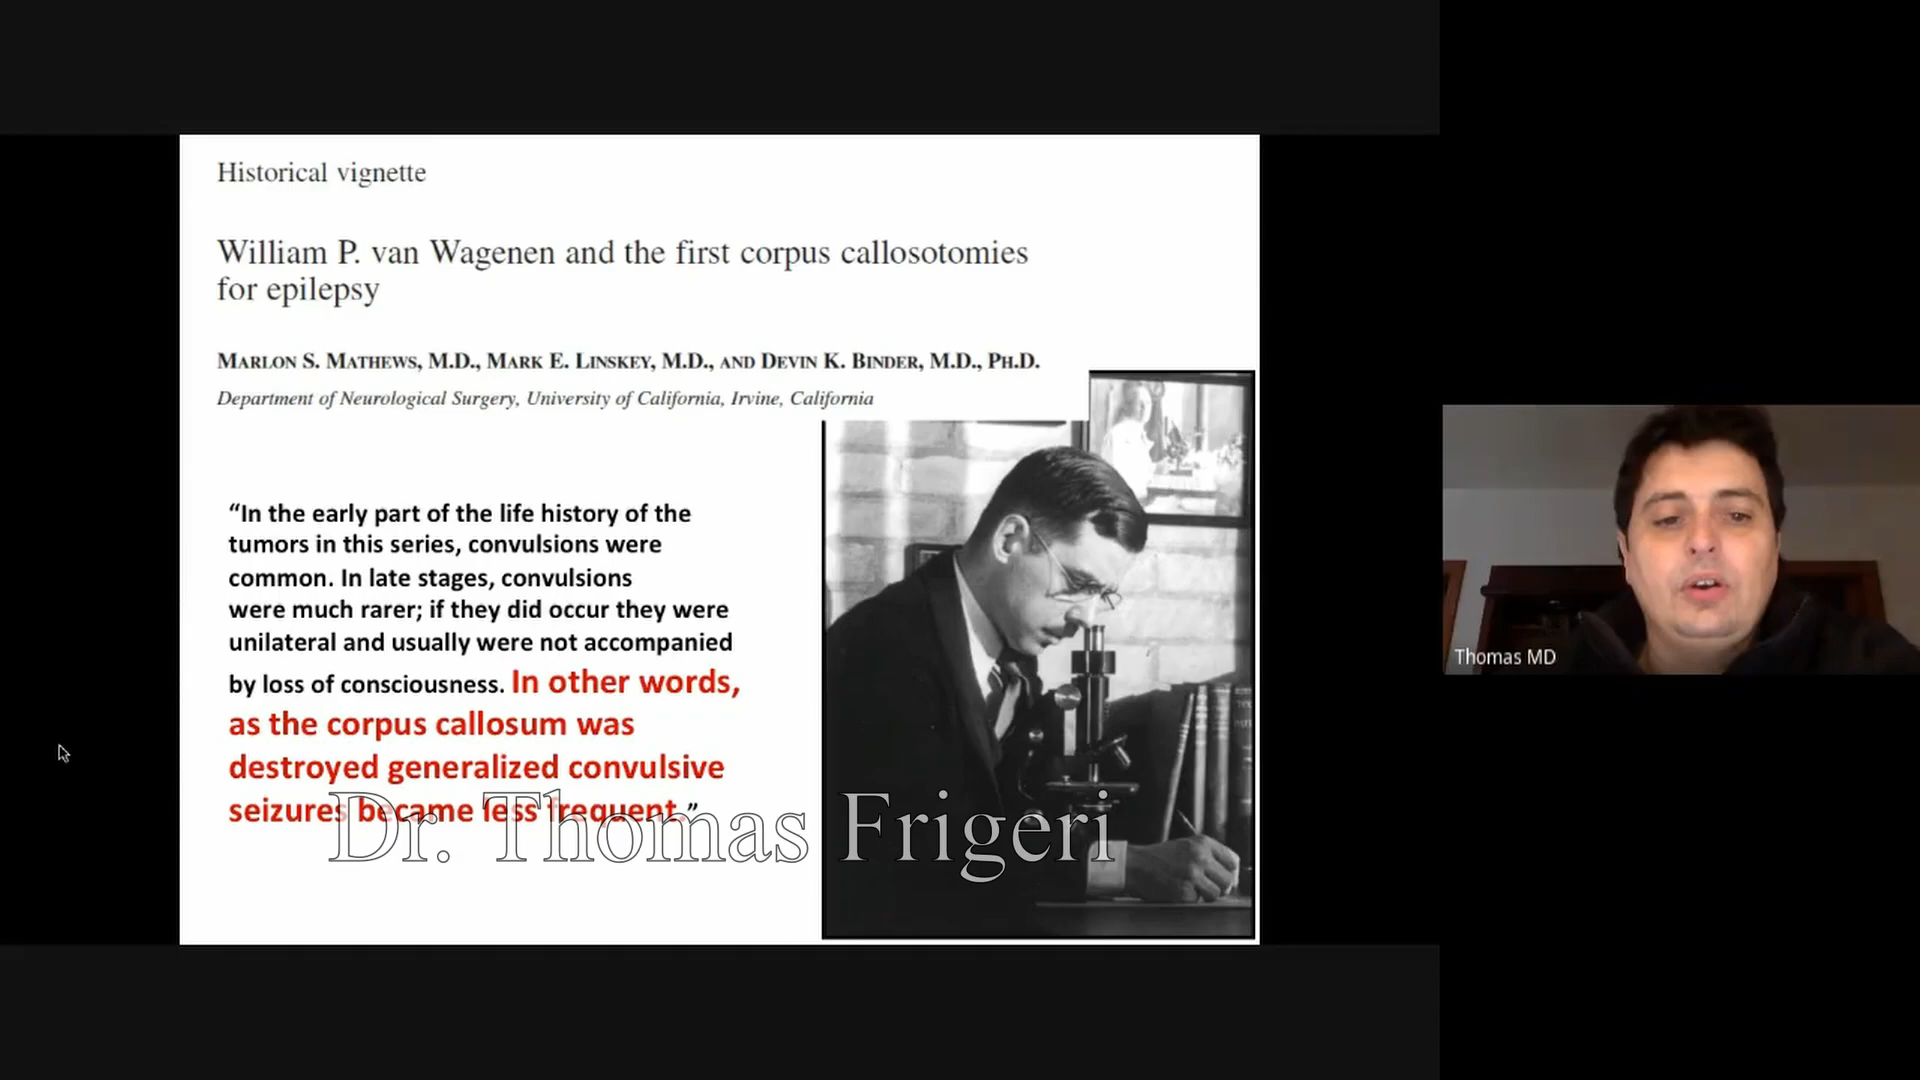 Historical vignette
William P. van Wagenen and the first corpus callosotomies
for epilepsy
MARLON S. MATHEWS, M.D., MARK E. LINSKEY, M.D., AND DEVIN K. BINDER, M.D., PH.D.
Department of Neurological Surgery, University of California, Irvine, California
“In the early part of the life history of the
tumors in this series, convulsions were
common. In late stages, convulsions
were much rarer; if they did occur they were
unilateral and usually were not accompanied
by loss of consciousness. In other words,
as the corpus callosum was
destroyed generalized convulsive
seizures became less frequent.”
Dr. Thomas Frigeri
Thomas MD